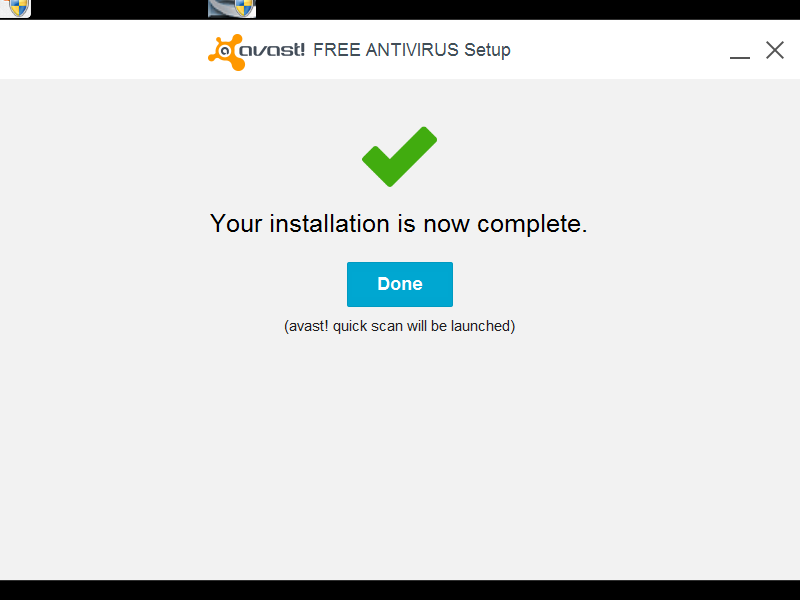 avast! FREE ANTIVIRUS Setup
Your installation is now complete.
Done
(avast! quick scan will be launched)